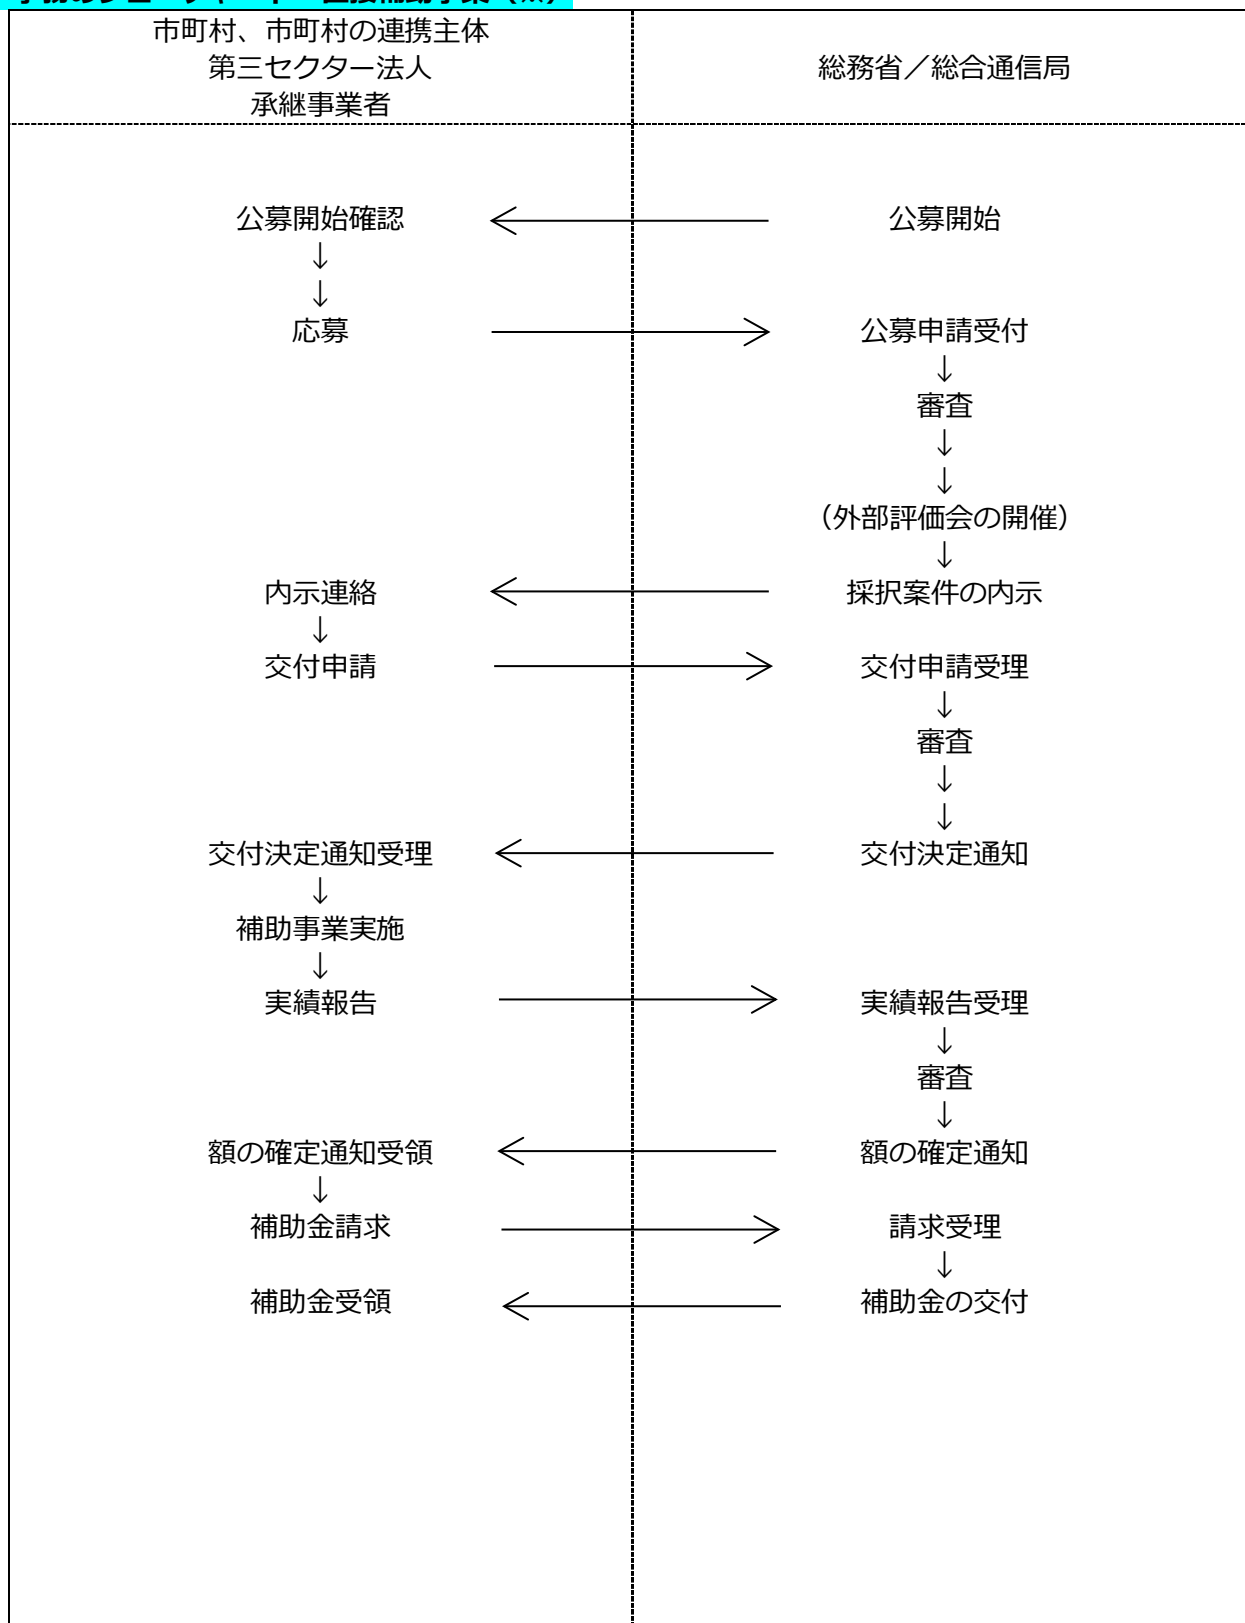 直接補助事業（※）
市町村、市町村の連携主体
第三セクター法人
承継事業者
総務省／総合通信局
公募開始確認 ← 公募開始
↓
↓
応募 → 公募申請受付
↓
審査
↓
↓
（外部評価会の開催）
↓
内示連絡 ← 採択案件の内示
↓
交付申請 → 交付申請受理
↓
審査
↓
↓
交付決定通知受理 ← 交付決定通知
↓
補助事業実施
↓
実績報告 → 実績報告受理
↓
審査
↓
額の確定通知受領 ← 額の確定通知
↓
補助金請求 → 請求受理
↓
補助金受領 ← 補助金の交付